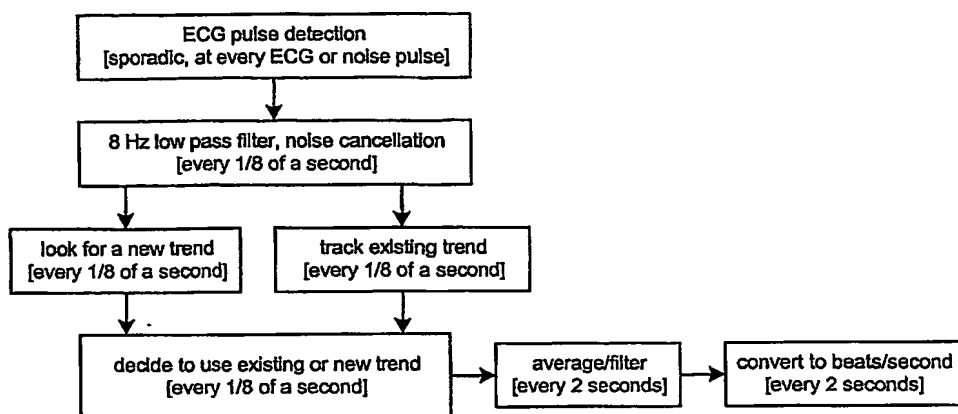 ECG pulse detection
[sporadic, at every ECG or noise pulse]
8 Hz low pass filter, noise cancellation
[every 1/8 of a second]
look for a new trend
[every 1/8 of a second]
track existing trend
[every 1/8 of a second]
decide to use existing or new trend
[every 1/8 of a second]
average/filter
[every 2 seconds]
convert to beats/second
[every 2 seconds]